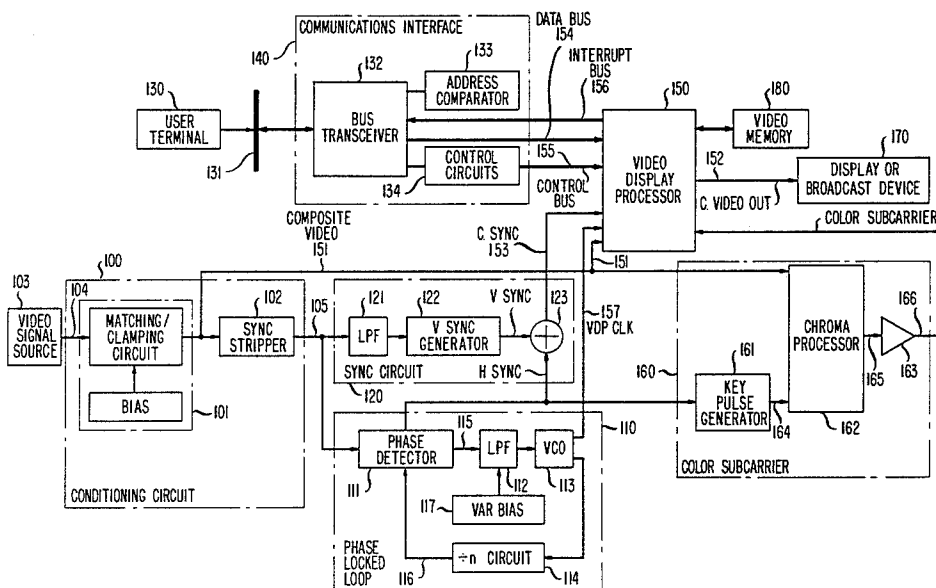 COMMUNICATIONS INTERFACE
140
133
ADDRESS
COMPARATOR
132
BUS
TRANSCEIVER
130
USER
TERMINAL
131
CONTROL
CIRCUITS
134
DATA BUS
154
INTERRUPT
BUS
156
155
CONTROL
BUS
150
VIDEO
DISPLAY
PROCESSOR
180
VIDEO
MEMORY
170
DISPLAY OR
BROADCAST DEVICE
152
C. VIDEO OUT
COLOR SUBCARRIER
COMPOSITE
VIDEO
151
C. SYNC
153
151
157
VDP CLK
100
103
104
VIDEO
SIGNAL
SOURCE
MATCHING/
CLAMPING
CIRCUIT
BIAS
101
102
SYNC
STRIPPER
105
CONDITIONING CIRCUIT
121
LPF
122
V SYNC
GENERATOR
V SYNC
123
H SYNC
SYNC CIRCUIT
120
110
PHASE
DETECTOR
111
115
LPF
112
VCO
113
117
VAR BIAS
÷n CIRCUIT
114
116
PHASE
LOCKED
LOOP
160
161
KEY
PULSE
GENERATOR
164
CHROMA
PROCESSOR
162
165
163
166
COLOR SUBCARRIER